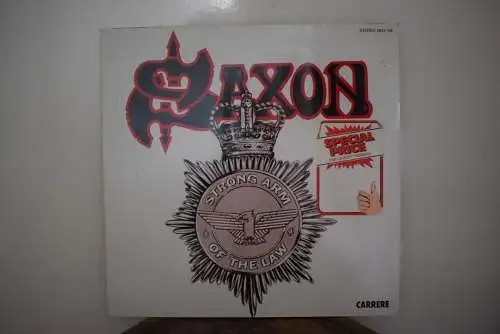 SAXON
SPECIAL
PRICE
STRONG ARM
OF THE LAW
CARRERE